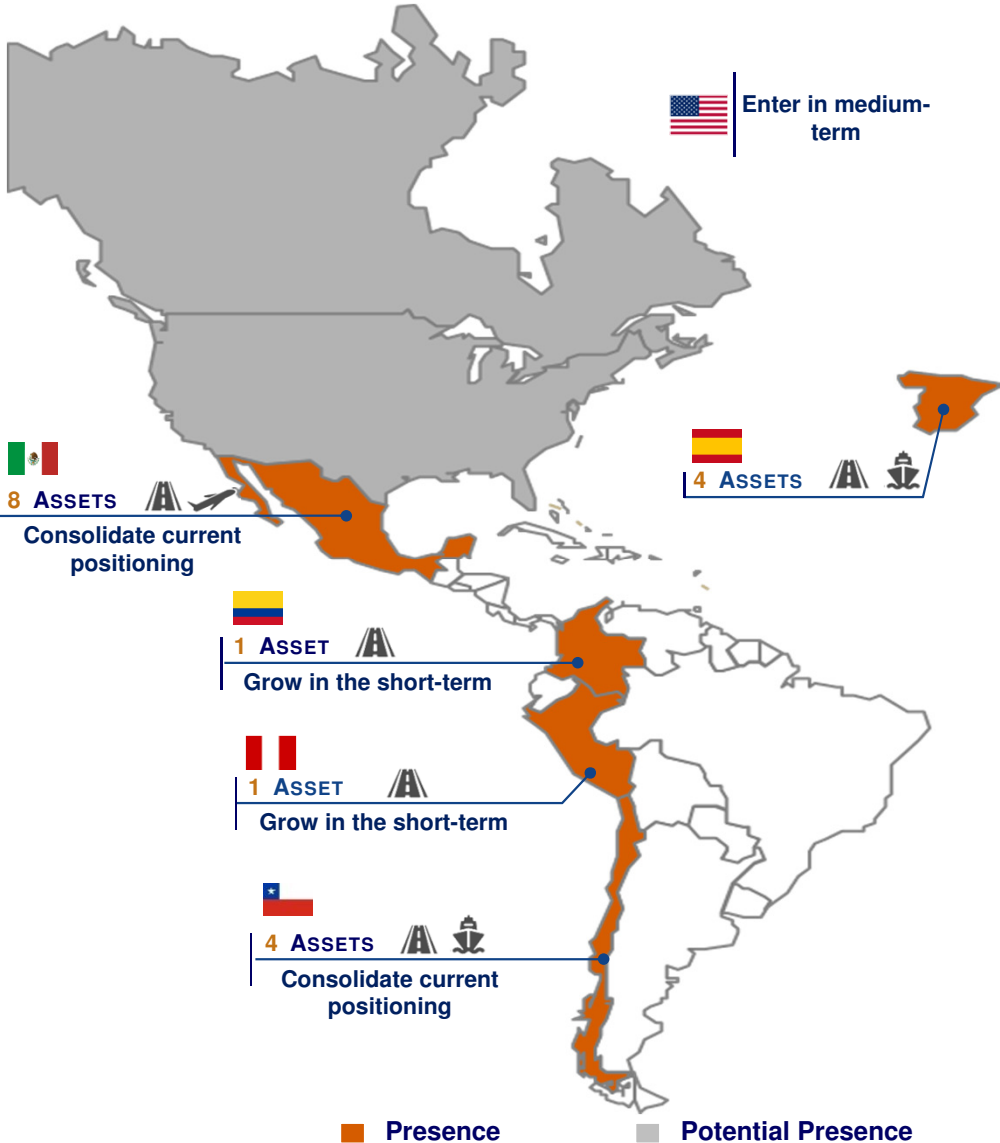 Enter in medium-
term
4 ASSETS
8 ASSETS
Consolidate current
positioning
1 ASSET
Grow in the short-term
1 ASSET
Grow in the short-term
4 ASSETS
Consolidate current
positioning
Presence
Potential Presence